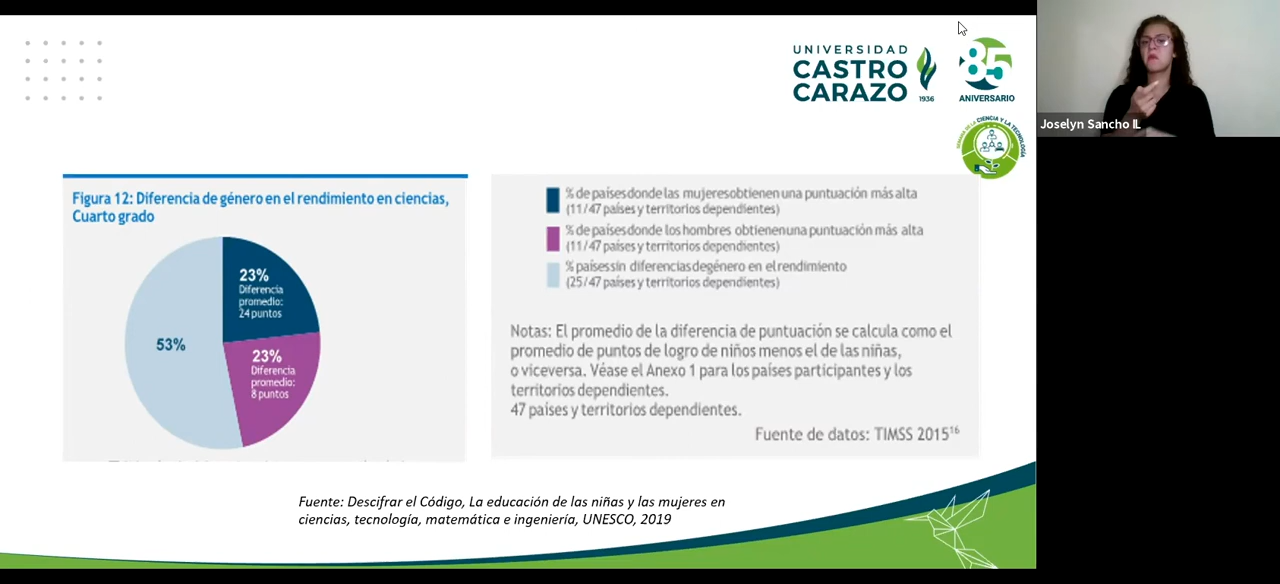 UNIVERSIDAD
CASTRO
CARAZO
1936
85
ANIVERSARIO
SEMANA DE LA CIENCIA Y LA TECNOLOGÍA
Joselyn Sancho IL
Figura 12: Diferencia de género en el rendimiento en ciencias,
Cuarto grado
23%
Diferencia
promedio:
24 puntos
53%
23%
Diferencia
promedio:
8 puntos
% de países donde las mujeres obtienen una puntuación más alta
(11/47 países y territorios dependientes)
% de países donde los hombres obtienen una puntuación más alta
(11/47 países y territorios dependientes)
% países sin diferencias de género en el rendimiento
(25/47 países y territorios dependientes)
Notas: El promedio de la diferencia de puntuación se calcula como el
promedio de puntos de logro de niños menos el de las niñas,
o viceversa. Véase el Anexo 1 para los países participantes y los
territorios dependientes.
47 países y territorios dependientes.
Fuente de datos: TIMSS 2015¹⁶
Fuente: Descifrar el Código, La educación de las niñas y las mujeres en
ciencias, tecnología, matemática e ingeniería, UNESCO, 2019